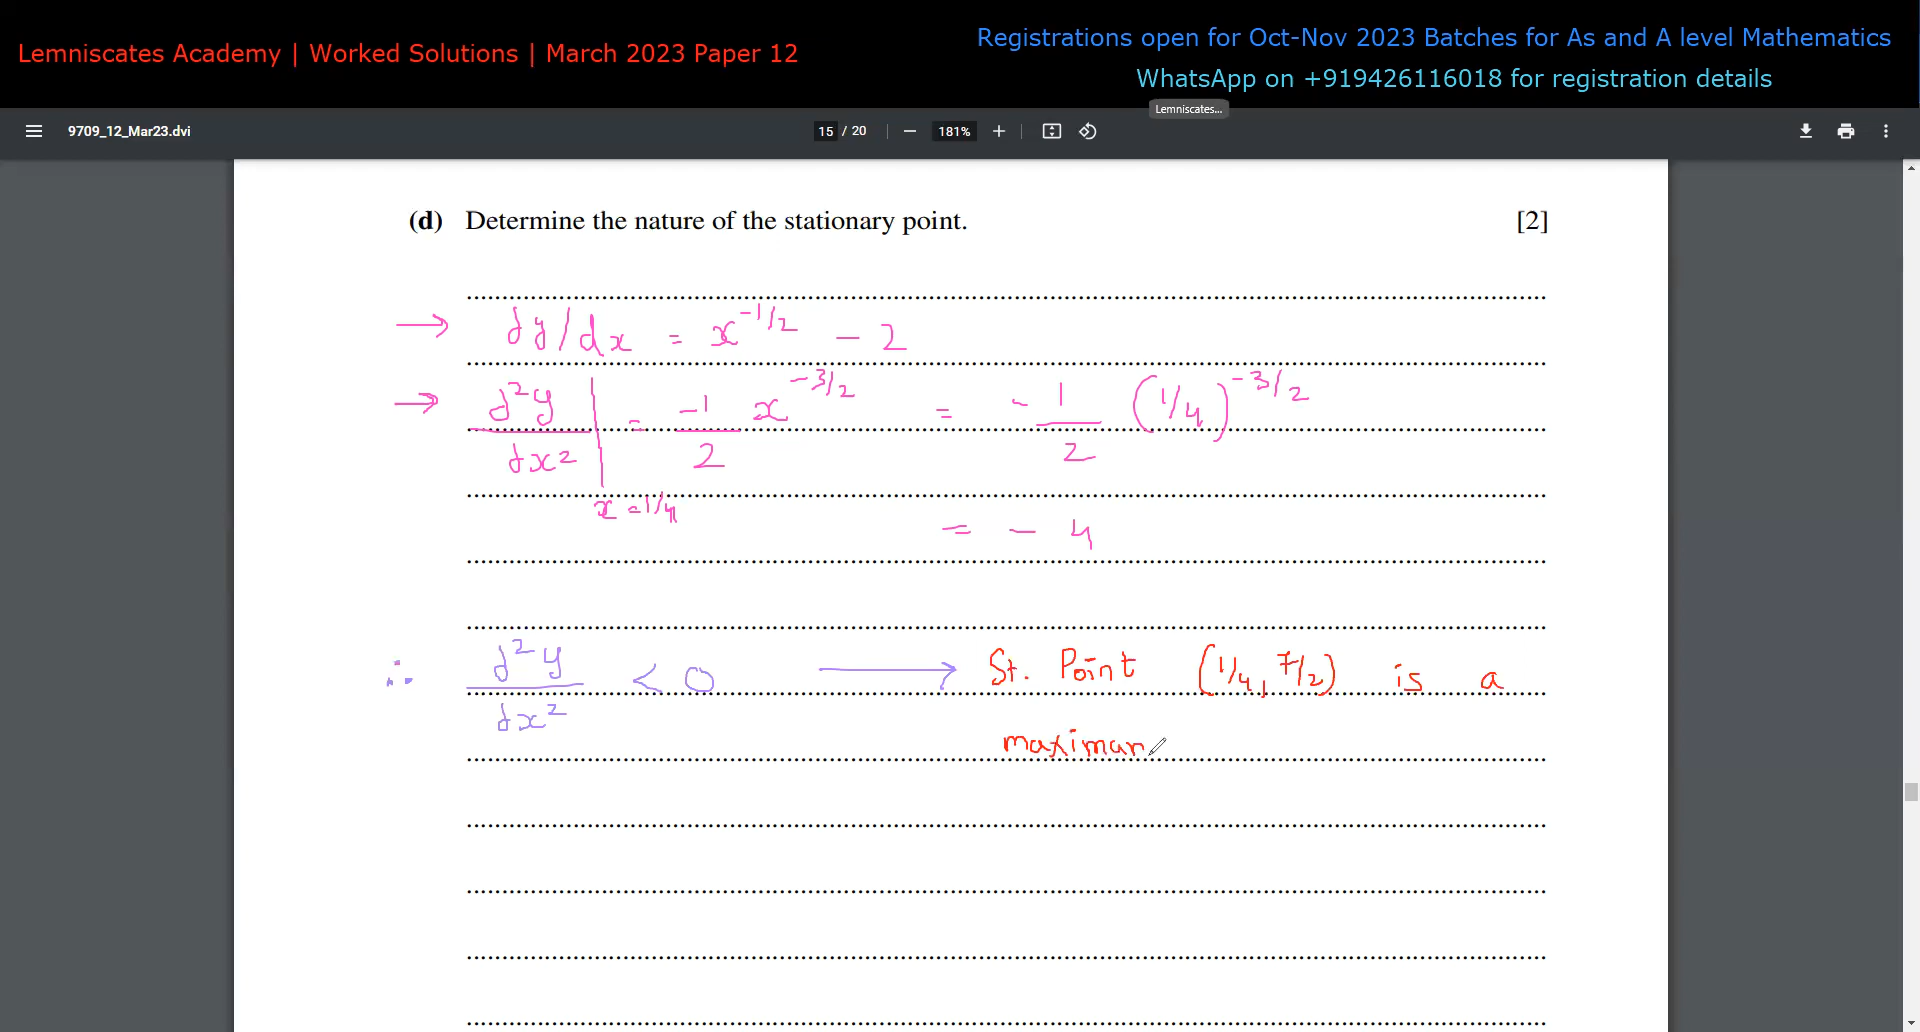 Lemniscates Academy | Worked Solutions | March 2023 Paper 12
Registrations open for Oct-Nov 2023 Batches for As and A level Mathematics
WhatsApp on +919426116018 for registration details
Lemniscates...
9709_12_Mar23.dvi
15 / 20
181%
(d) Determine the nature of the stationary point. [2]
→ dy/dx = x^{-1/2} - 2
→ d²y/dx² |_{x=1/4} = -1/2 x^{-3/2} = -1/2 (1/4)^{-3/2}
= - 4
∴ d²y/dx² < 0 → St. Point (1/4, 7/2) is a
maximam